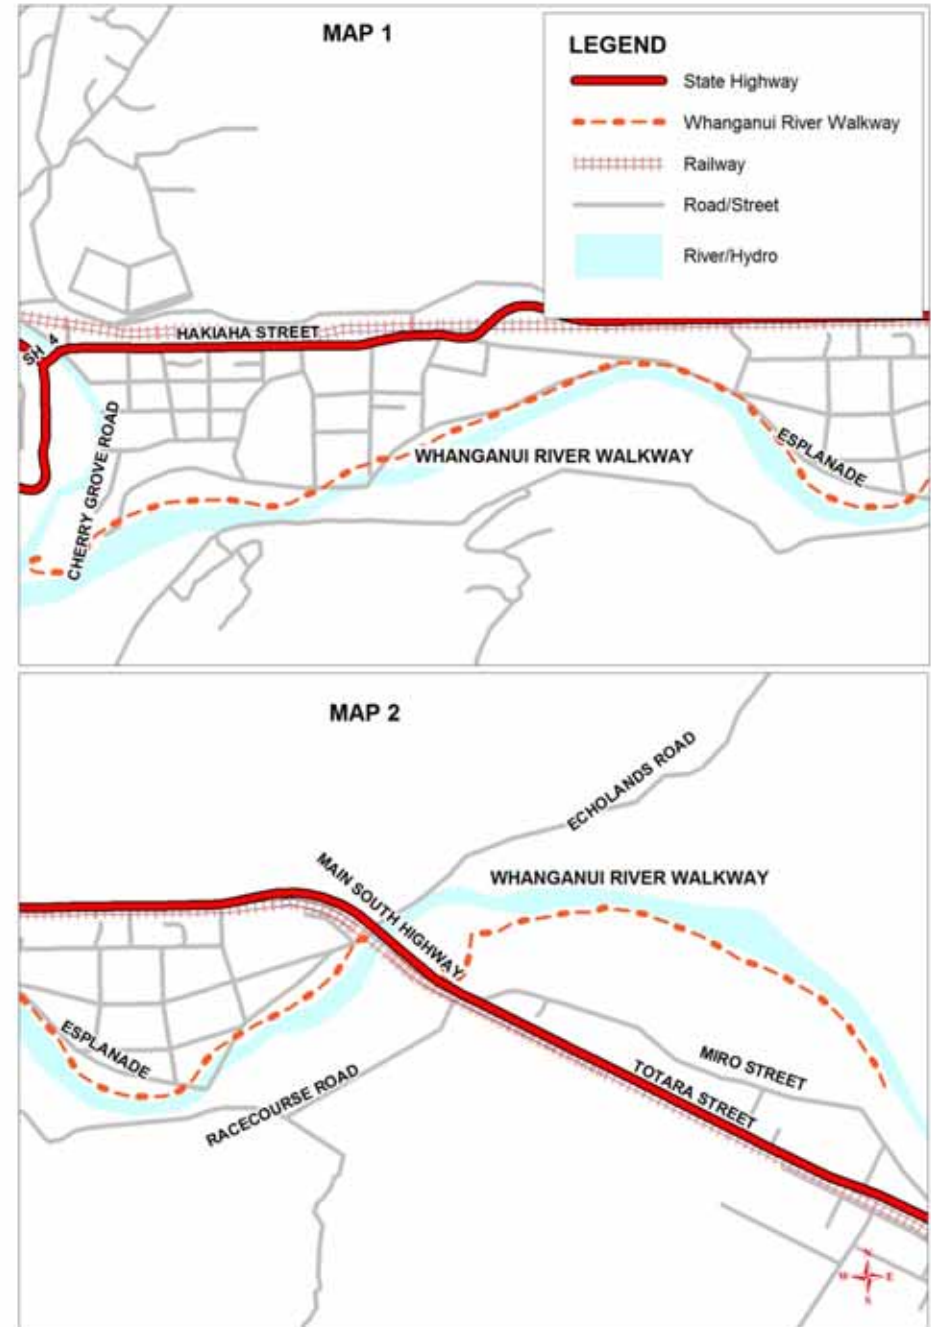 MAP 1
LEGEND
State Highway
Whanganui River Walkway
Railway
Road/Street
River/Hydro
HAKIAHA STREET
SH 4
CHERRY GROVE ROAD
WHANGANUI RIVER WALKWAY
ESPLANADE
MAP 2
ECHOLANDS ROAD
MAIN SOUTH HIGHWAY
WHANGANUI RIVER WALKWAY
ESPLANADE
RACECOURSE ROAD
MIRO STREET
TOTARA STREET
N
W E
S